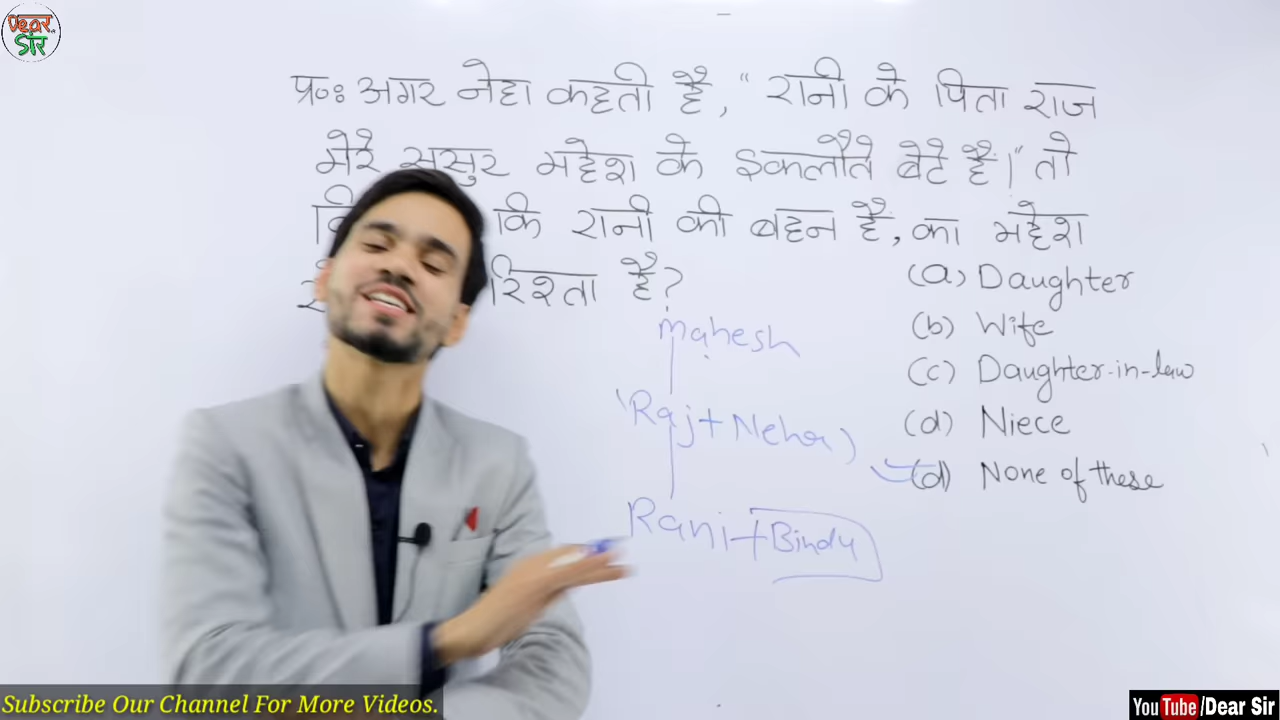 Dear Sir
प्र०ः अगर नेहा कहती है, “रानी के पिता राज
मेरे ससुर महेश के इकलौते बेटे है।” तो
कि रानी की बहन है, का महेश
रिश्ता है?
(a) Daughter
(b) Wife
(c) Daughter-in-law
(d) Niece
(d) None of these
Mahesh
(Raj + Neha)
Rani + Bindu
Subscribe Our Channel For More Videos.
YouTube /Dear Sir